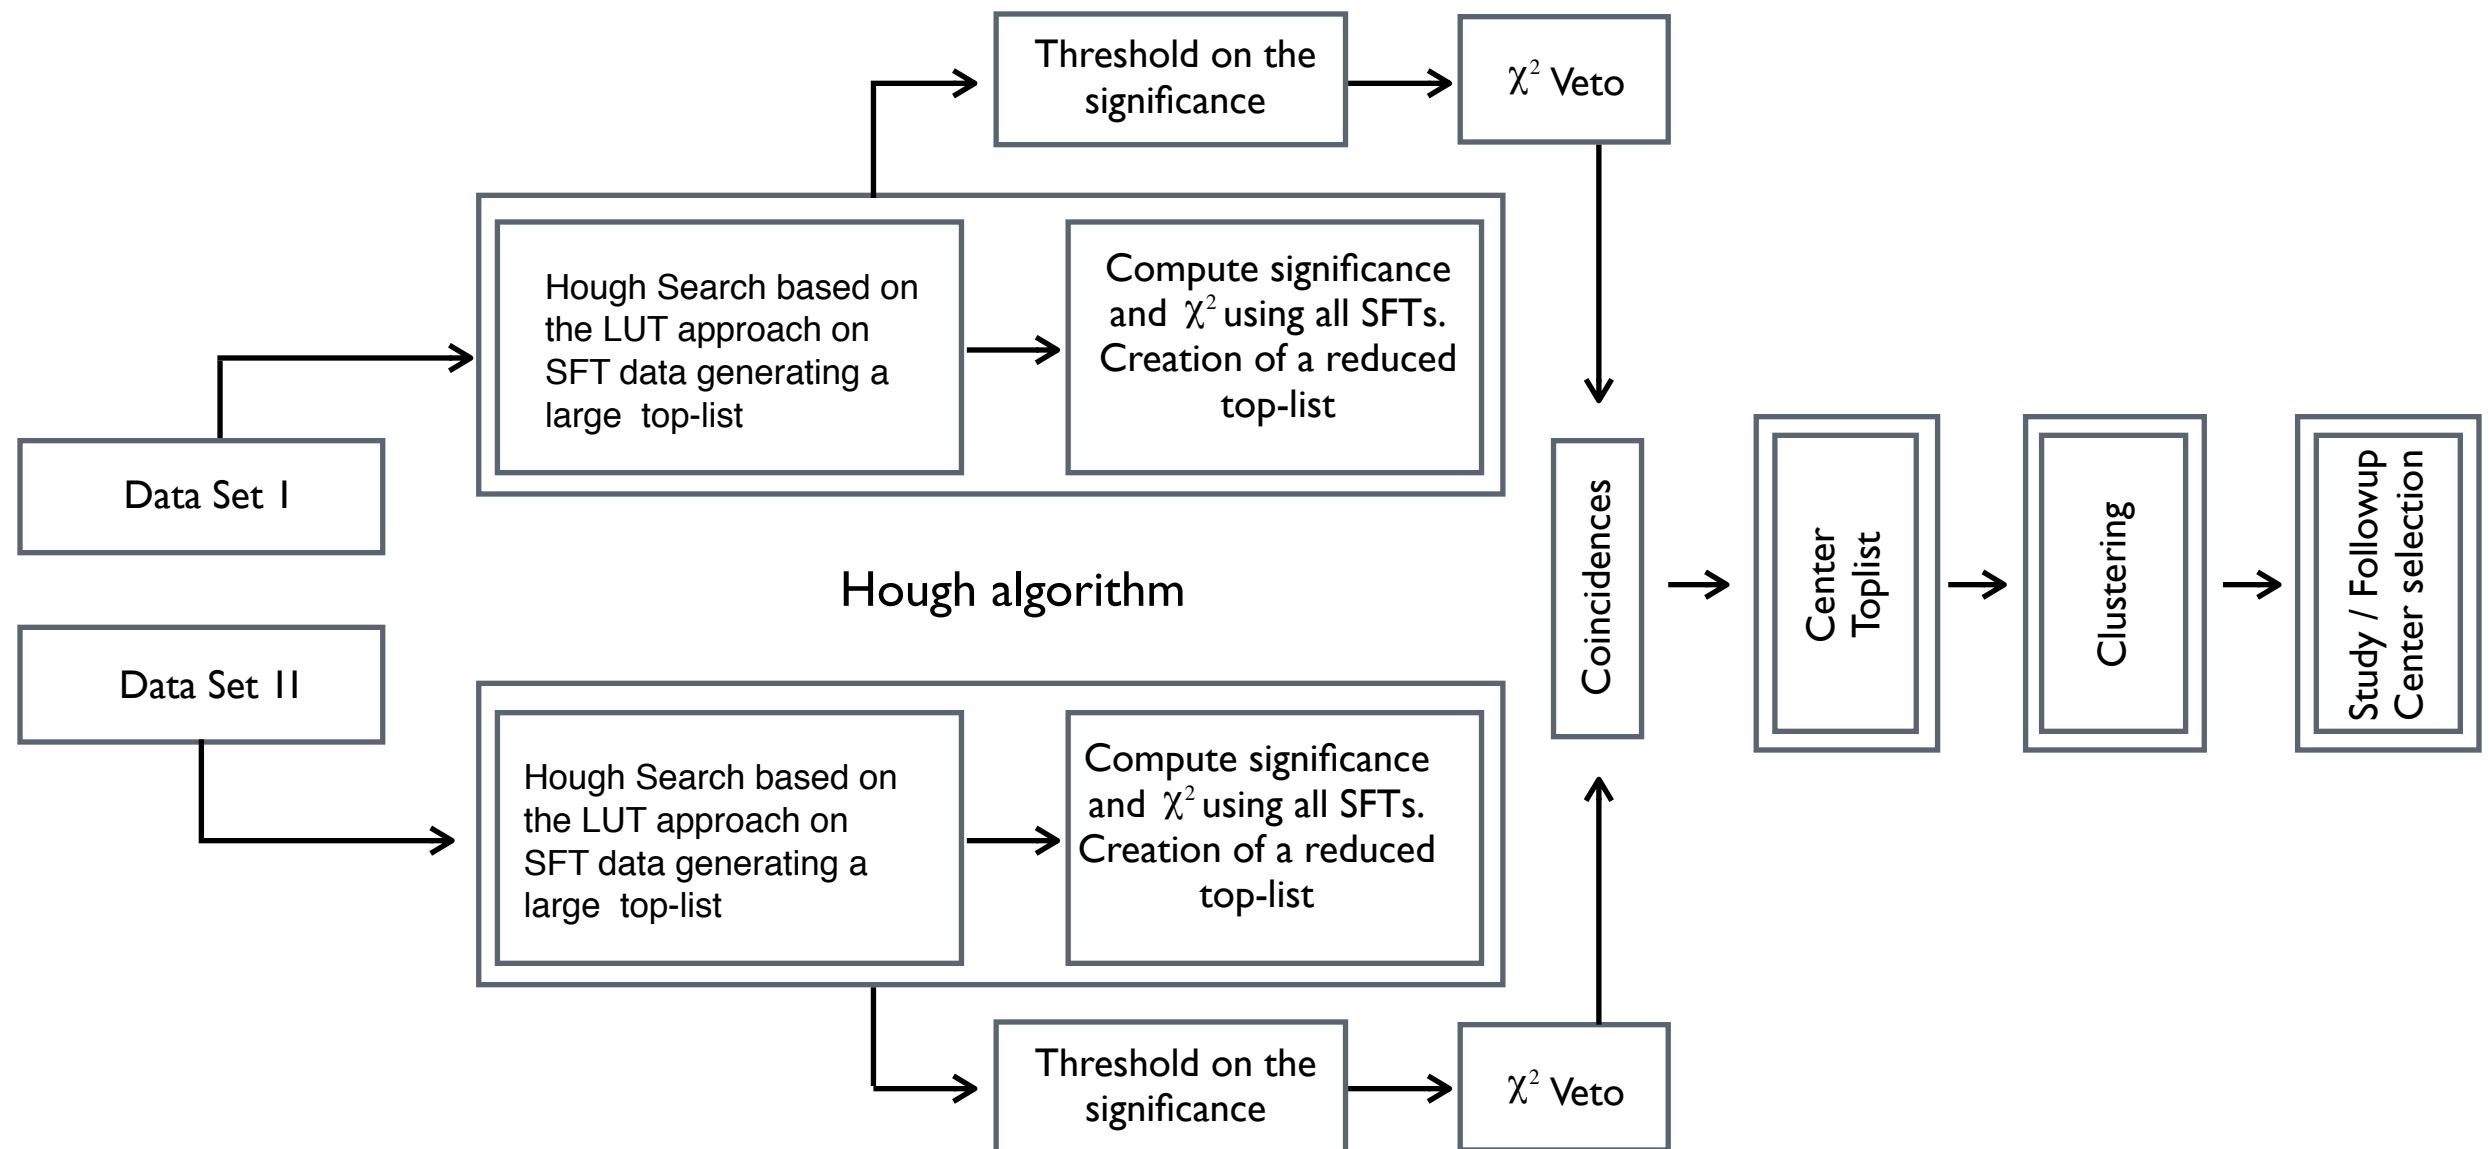 Threshold on the
significance
χ² Veto
Hough Search based on
the LUT approach on
SFT data generating a
large top-list
Compute significance
and χ² using all SFTs.
Creation of a reduced
top-list
Data Set I
Hough algorithm
Data Set II
Hough Search based on
the LUT approach on
SFT data generating a
large top-list
Compute significance
and χ² using all SFTs.
Creation of a reduced
top-list
Threshold on the
significance
χ² Veto
Coincidences
Center
Toplist
Clustering
Study / Followup
Center selection